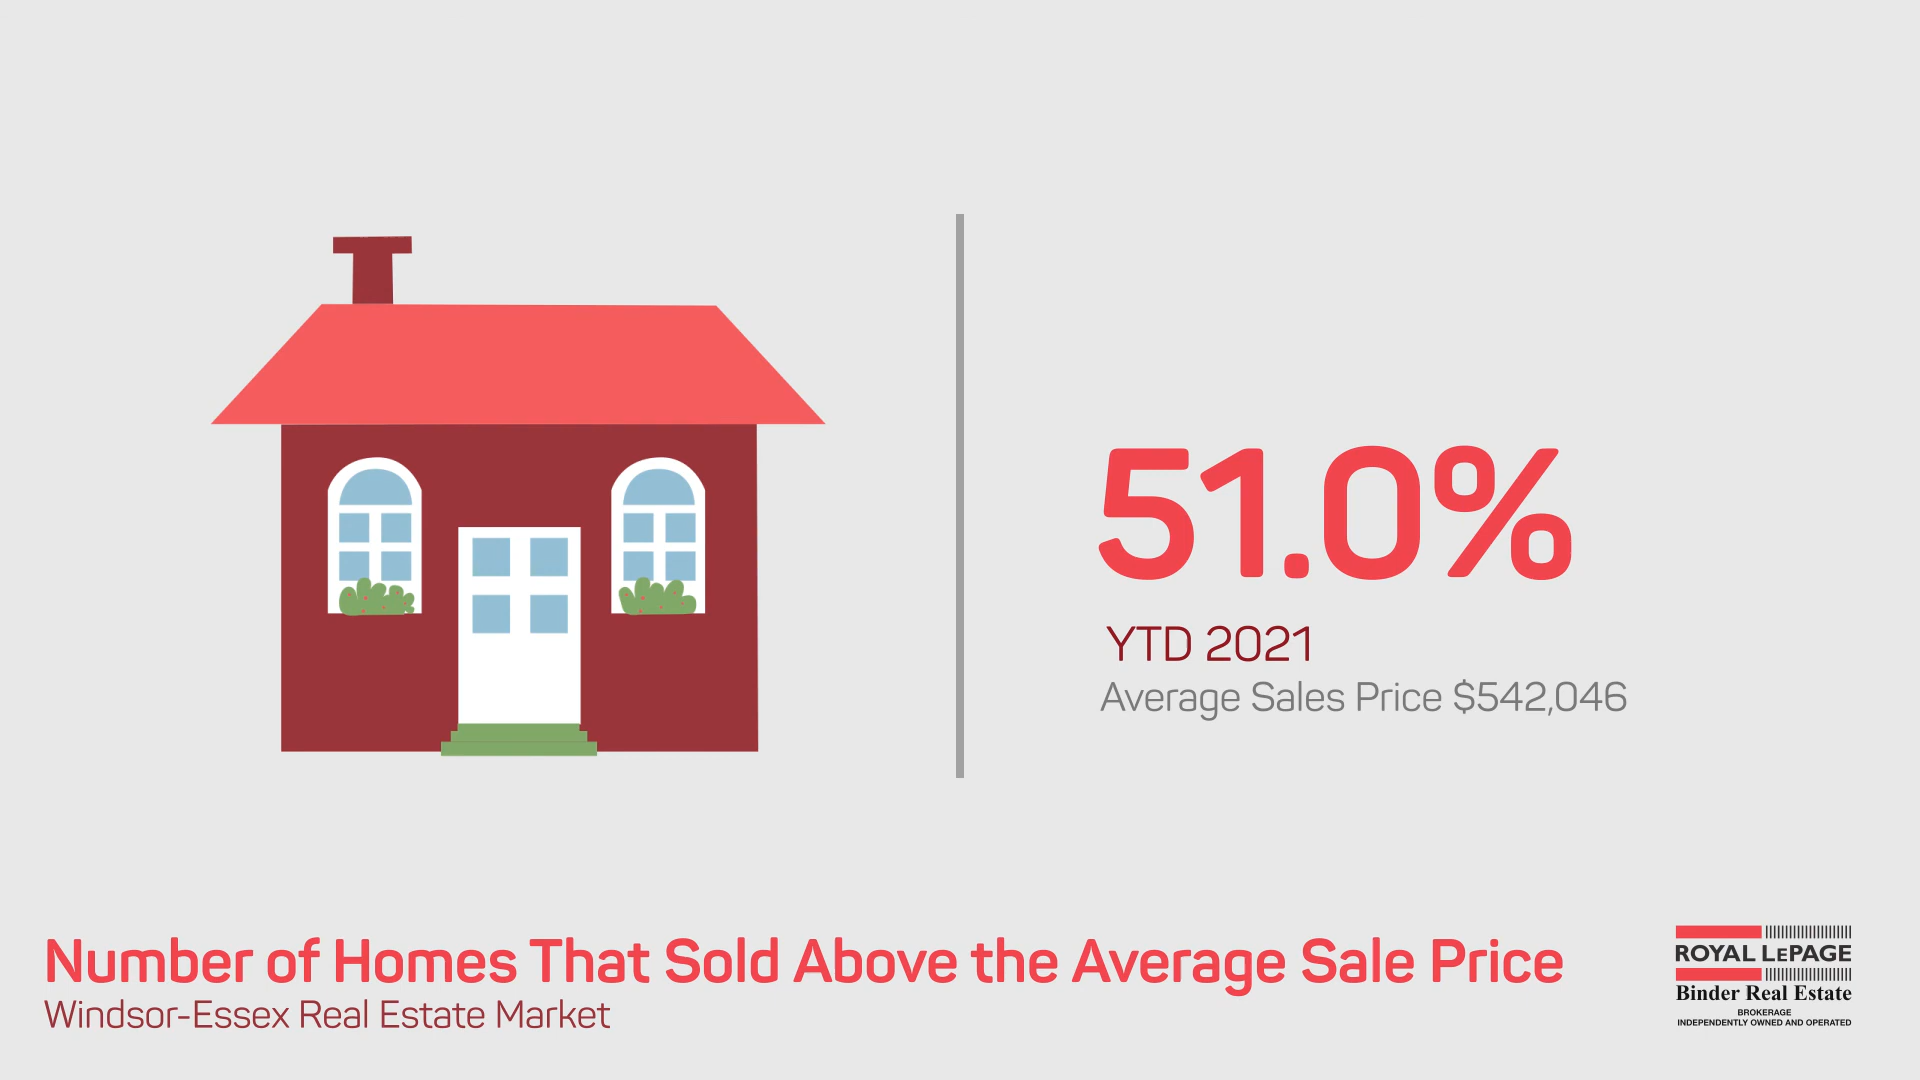 51.0%
YTD 2021
Average Sales Price $542,046
Number of Homes That Sold Above the Average Sale Price
Windsor-Essex Real Estate Market
ROYAL LEPAGE
Binder Real Estate
BROKERAGE
INDEPENDENTLY OWNED AND OPERATED